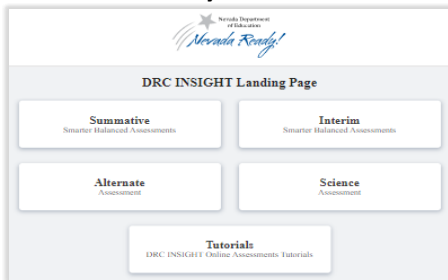 Nevada Department
of Education
Nevada Ready!
DRC INSIGHT Landing Page
Summative
Smarter Balanced Assessments
Interim
Smarter Balanced Assessments
Alternate
Assessment
Science
Assessment
Tutorials
DRC INSIGHT Online Assessments Tutorials